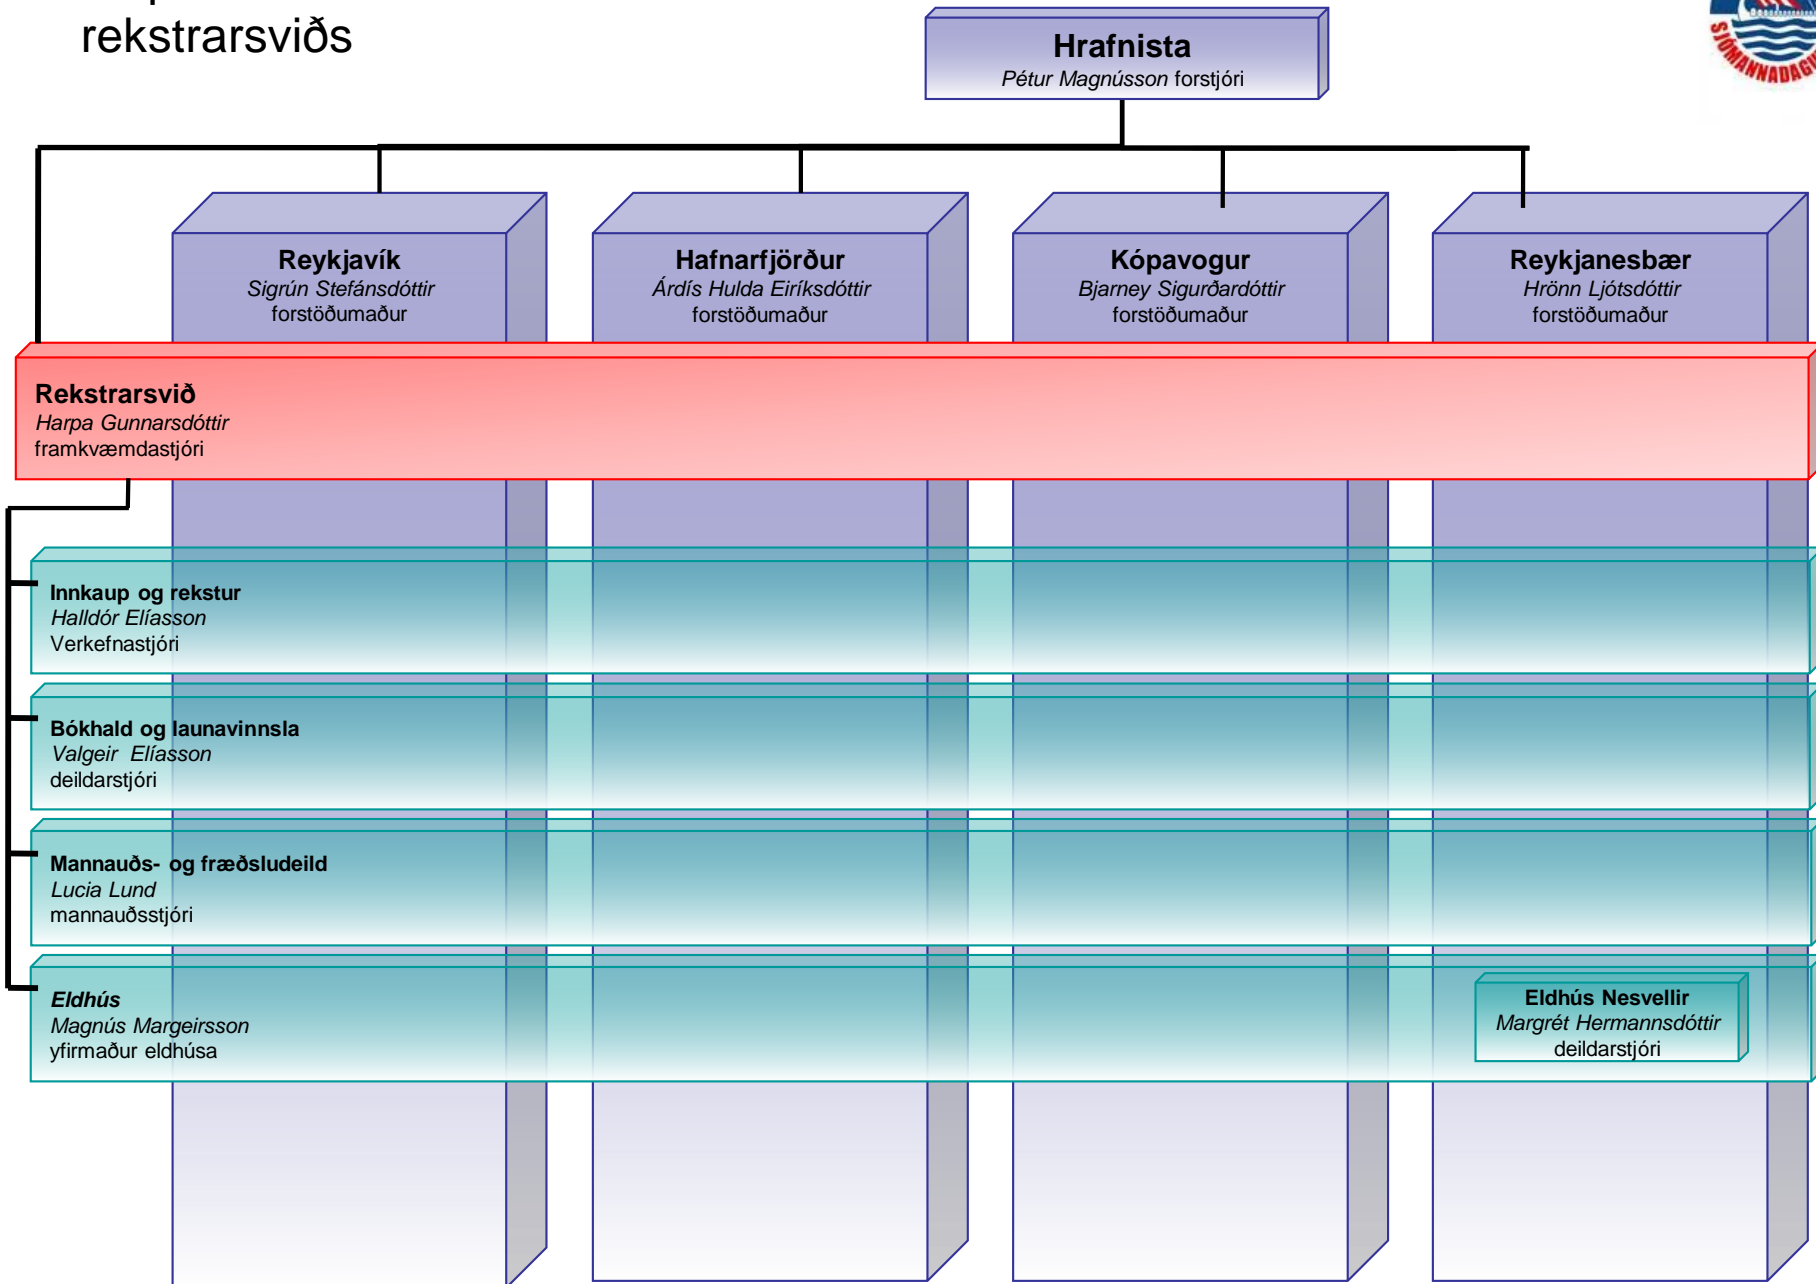 rekstrarsviðs
Hrafnista
Pétur Magnússon forstjóri
Reykjavík
Sigrún Stefánsdóttir
forstöðumaður
Hafnarfjörður
Árdís Hulda Eiríksdóttir
forstöðumaður
Kópavogur
Bjarney Sigurðardóttir
forstöðumaður
Reykjanesbær
Hrönn Ljótsdóttir
forstöðumaður
Rekstrarsvið
Harpa Gunnarsdóttir
framkvæmdastjóri
Innkaup og rekstur
Halldór Elíasson
Verkefnastjóri
Bókhald og launavinnsla
Valgeir Elíasson
deildarstjóri
Mannauðs- og fræðsludeild
Lucia Lund
mannauðsstjóri
Eldhús
Magnús Margeirsson
yfirmaður eldhúsa
Eldhús Nesvellir
Margrét Hermannsdóttir
deildarstjóri